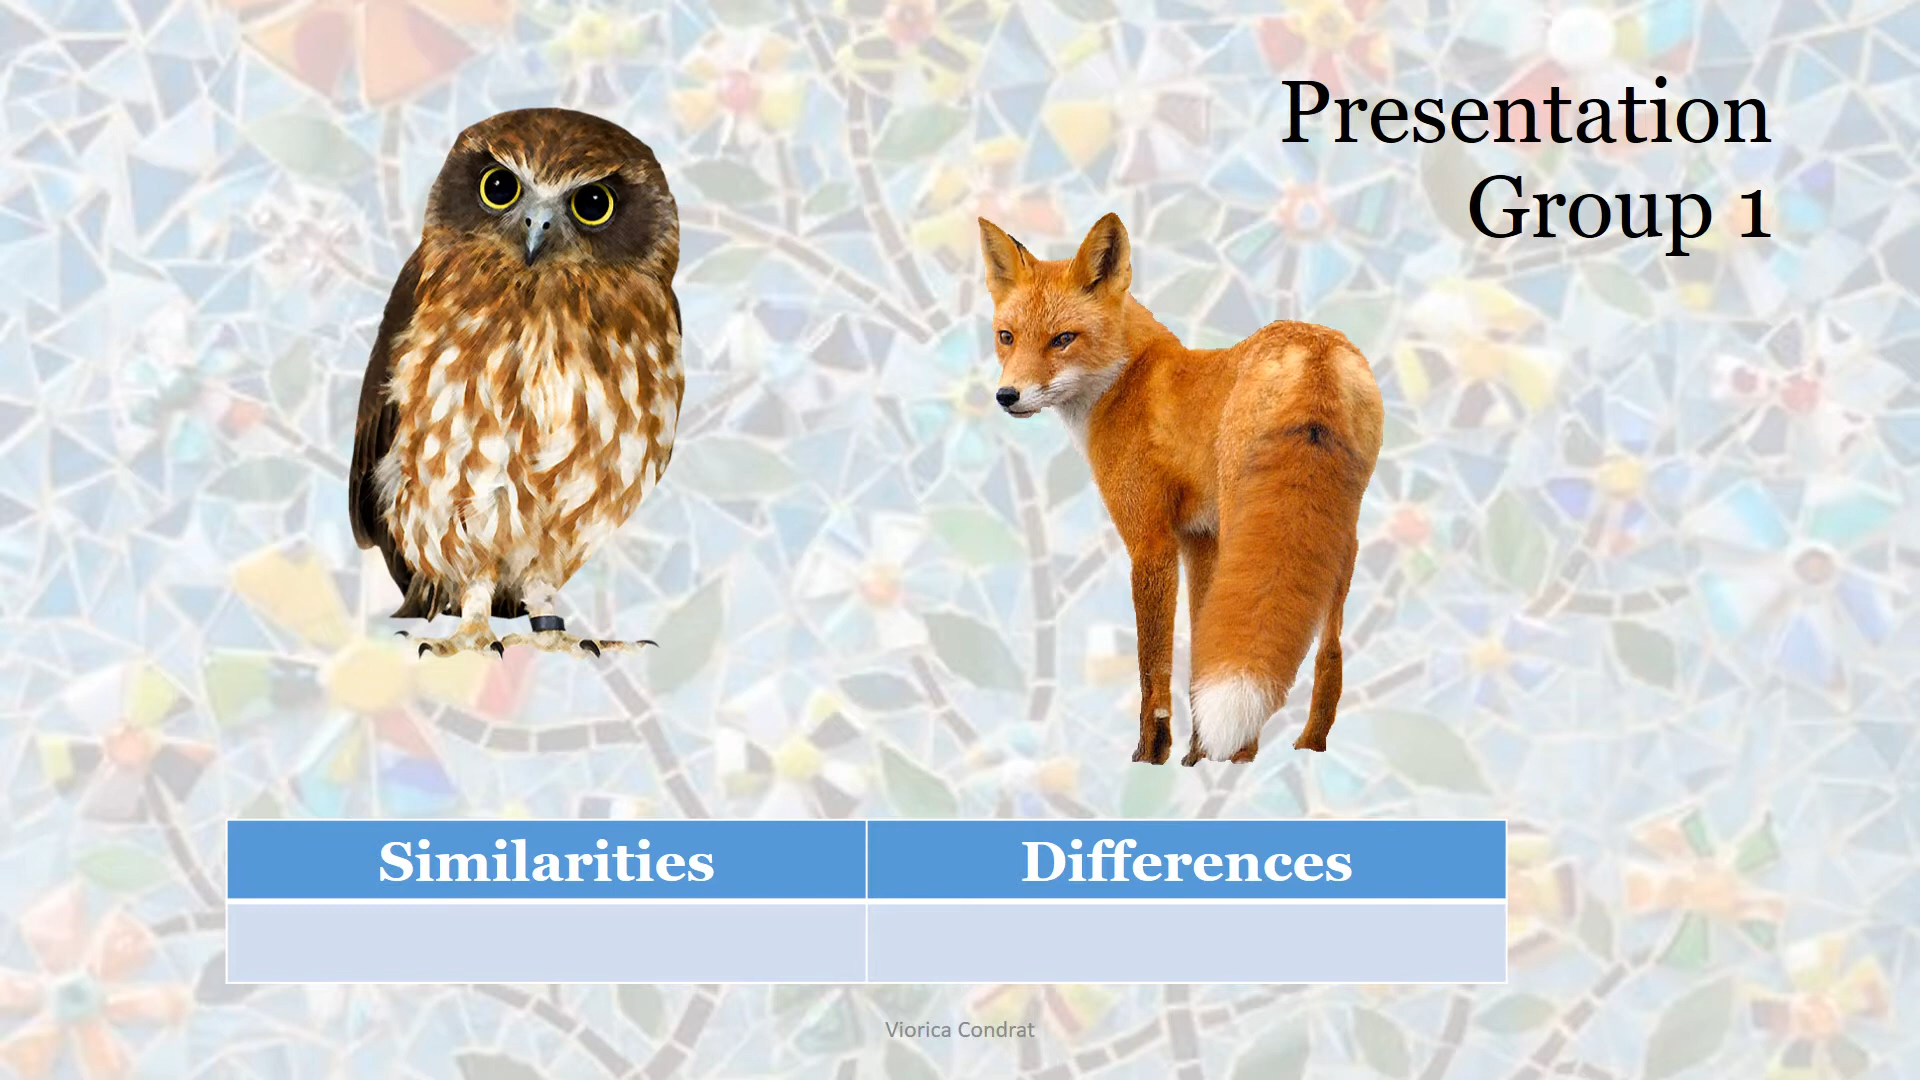 Presentation
Group 1
Similarities
Differences
Viorica Condrat